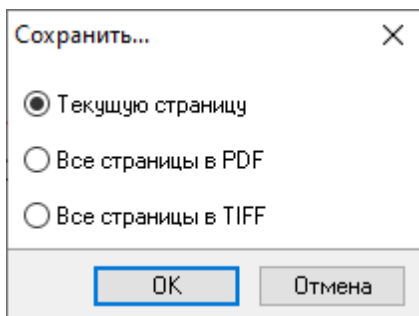 Сохранить...
Текущую страницу
Все страницы в PDF
Все страницы в TIFF
OK
Отмена